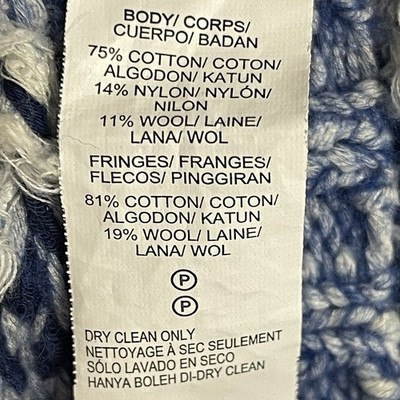 BODY/ CORPS/
CUERPO/ BADAN
75% COTTON/ COTON/
ALGODON/ KATUN
14% NYLON/ NYLÓN/
NILON
11% WOOL/ LAINE/
LANA/ WOL
FRINGES/ FRANGES/
FLECOS/ PINGGIRAN
81% COTTON/ COTON/
ALGODON/ KATUN
19% WOOL/ LAINE/
LANA/ WOL
P
P
DRY CLEAN ONLY
NETTOYAGE À SEC SEULEMENT
SÓLO LAVADO EN SECO
HANYA BOLEH DI-DRY CLEAN